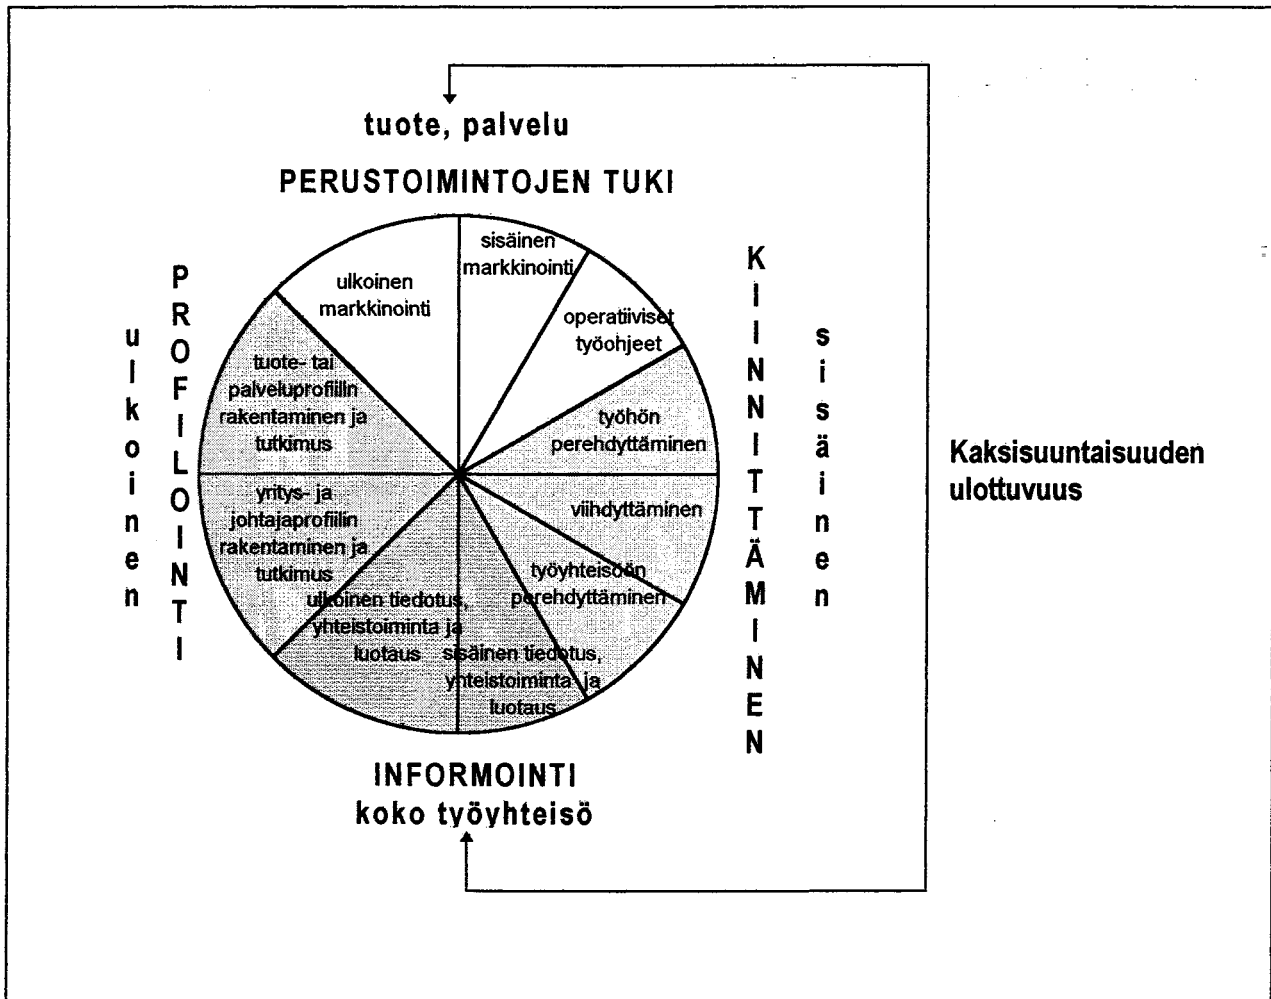 tuote, palvelu
PERUSTOIMINTOJEN TUKI
ulkoinen
PROFILOINTI
ulkoinen
markkinointi
sisäinen
markkinointi
operatiiviset
työohjeet
tuote- tai
palveluprofiilin
rakentaminen ja
tutkimus
työhön
perehdyttäminen
yritys- ja
johtajaprofiilin
rakentaminen ja
tutkimus
viihdyttäminen
työyhteisöön
perehdyttäminen
ulkoinen tiedotus,
yhteistoiminta ja
luotaus
sisäinen tiedotus,
yhteistoiminta ja
luotaus
KIINNITTÄMINEN
sisäinen
Kaksisuuntaisuuden
ulottuvuus
INFORMOINTI
koko työyhteisö